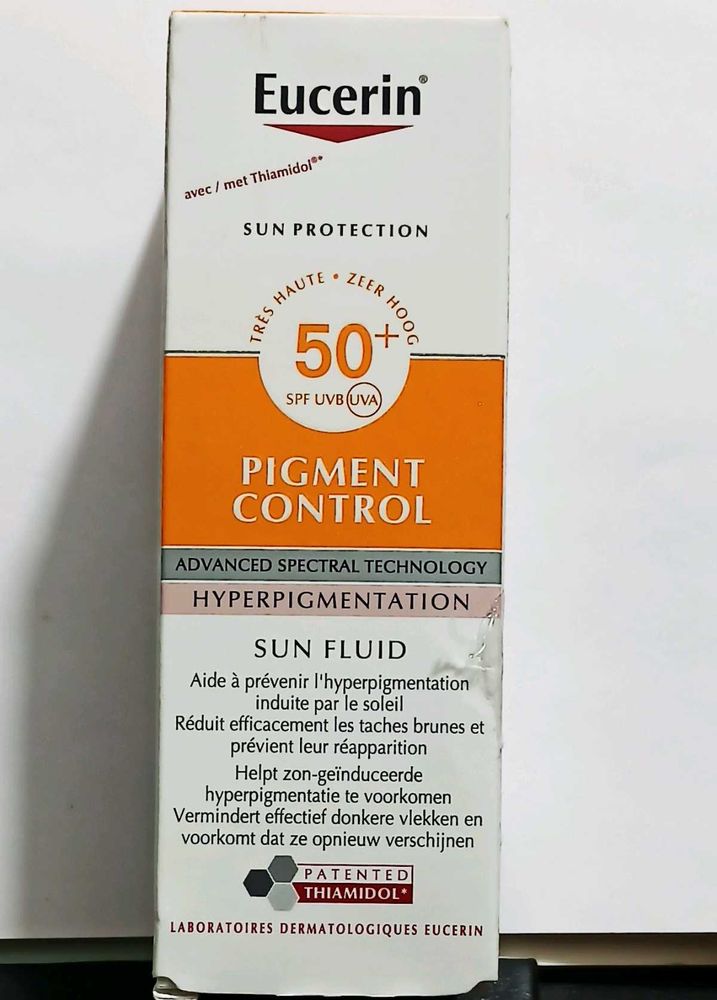 Eucerin®
avec / met Thiamidol®*
SUN PROTECTION
TRÈS HAUTE • ZEER HOOG
50+
SPF UVB UVA
PIGMENT
CONTROL
ADVANCED SPECTRAL TECHNOLOGY
HYPERPIGMENTATION
SUN FLUID
Aide à prévenir l'hyperpigmentation
induite par le soleil
Réduit efficacement les taches brunes et
prévient leur réapparition
Helpt zon-geïnduceerde
hyperpigmentatie te voorkomen
Vermindert effectief donkere vlekken en
voorkomt dat ze opnieuw verschijnen
PATENTED
THIAMIDOL*
LABORATOIRES DERMATOLOGIQUES EUCERIN